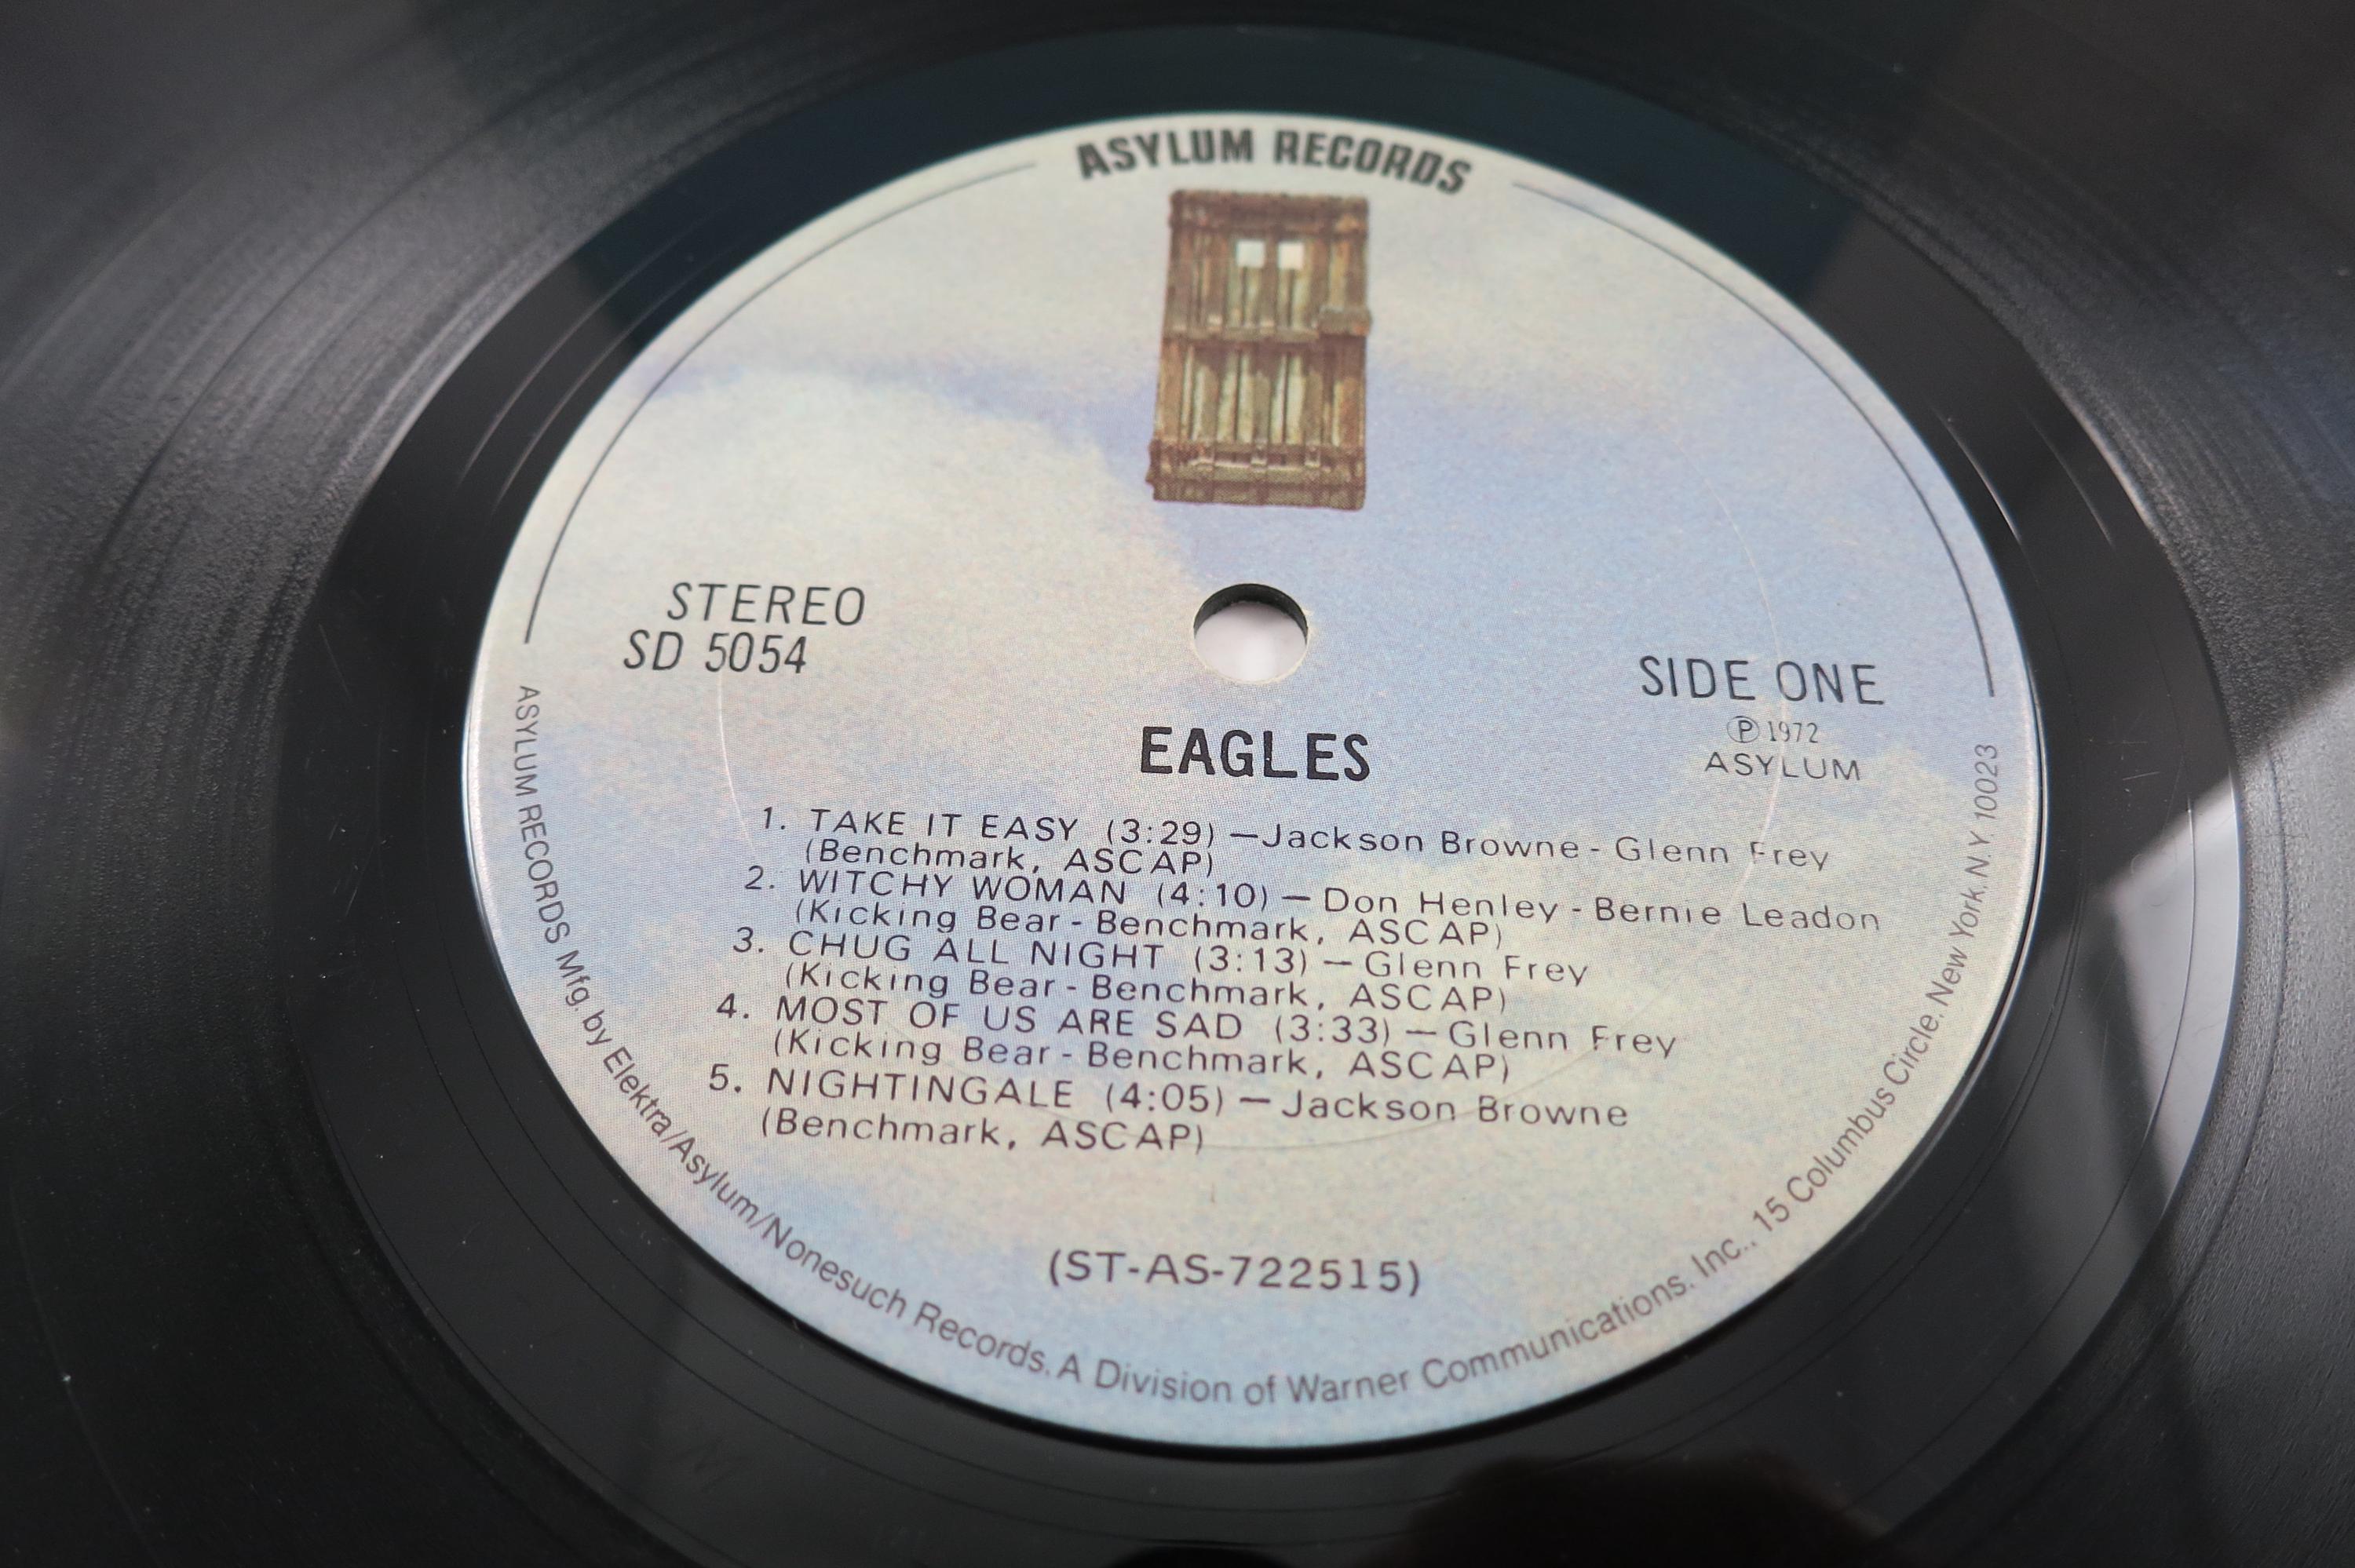 ASYLUM RECORDS
STEREO
SD 5054
SIDE ONE
Ⓟ 1972
ASYLUM
EAGLES
1. TAKE IT EASY (3:29) — Jackson Browne - Glenn Frey
(Benchmark, ASCAP)
2. WITCHY WOMAN (4:10) — Don Henley - Bernie Leadon
(Kicking Bear - Benchmark, ASCAP)
3. CHUG ALL NIGHT (3:13) — Glenn Frey
(Kicking Bear - Benchmark, ASCAP)
4. MOST OF US ARE SAD (3:33) — Glenn Frey
(Kicking Bear - Benchmark, ASCAP)
5. NIGHTINGALE (4:05) — Jackson Browne
(Benchmark, ASCAP)
(ST-AS-722515)
ASYLUM RECORDS Mfg. by Elektra/Asylum/Nonesuch Records. A Division of Warner Communications. Inc., 15 Columbus Circle. New York. N.Y 10023